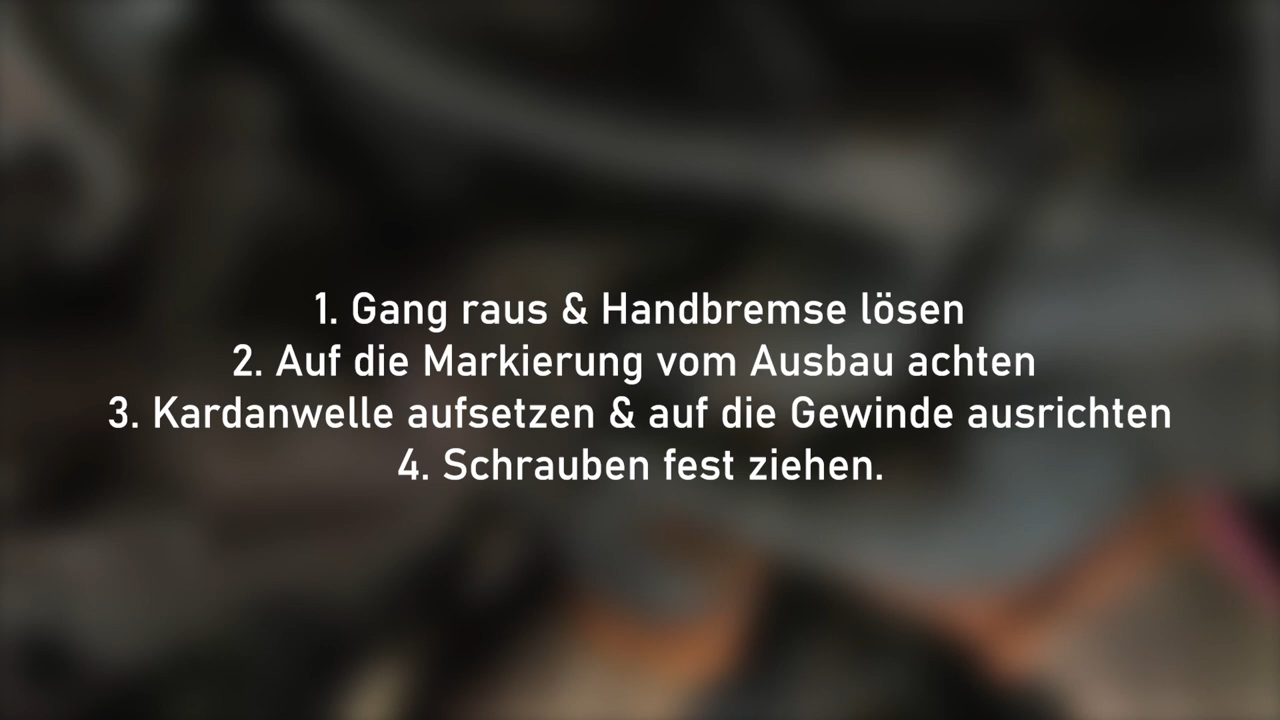 1. Gang raus & Handbremse lösen
2. Auf die Markierung vom Ausbau achten
3. Kardanwelle aufsetzen & auf die Gewinde ausrichten
4. Schrauben fest ziehen.